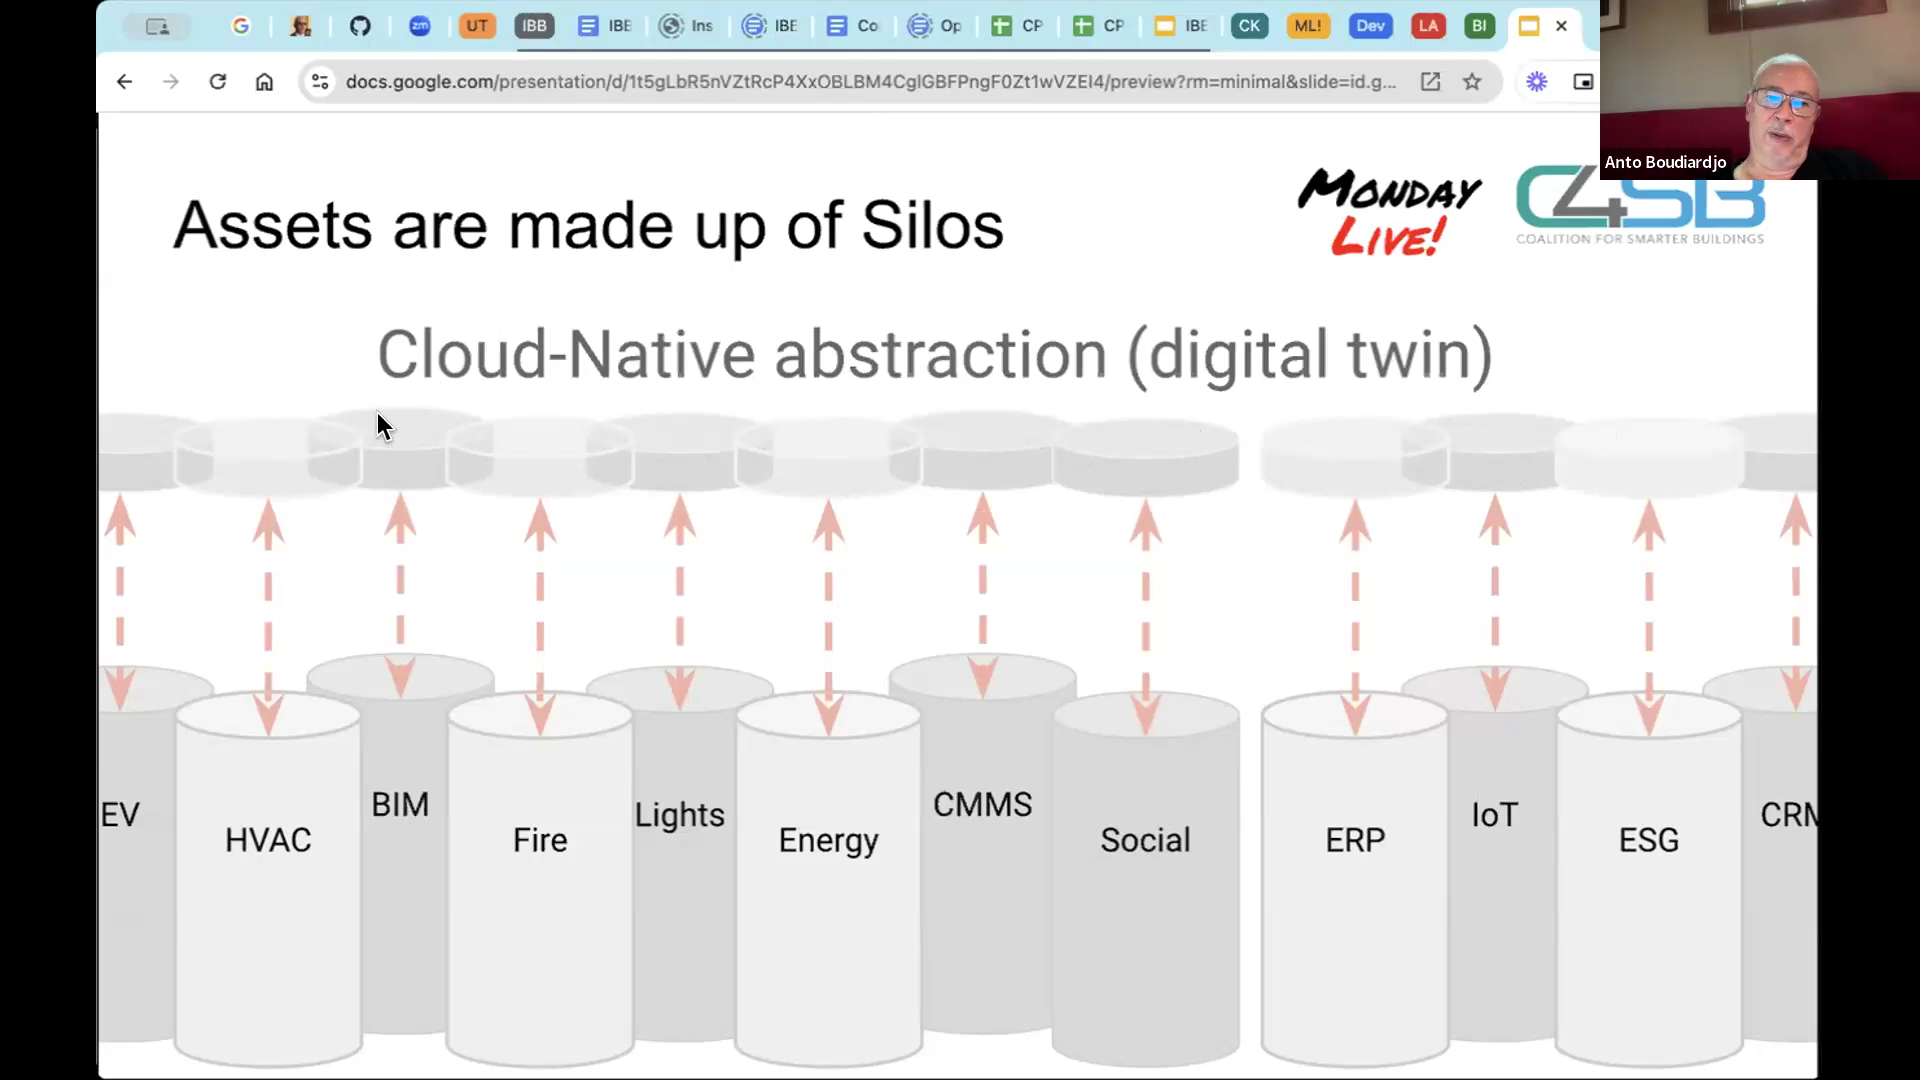 UT
IBB
IBE
Ins
IBE
Co
Op
CP
CP
IBE
CK
ML!
Dev
LA
BI
docs.google.com/presentation/d/1t5gLbR5nVZtRcP4XxOBLBM4CglGBFPngF0Zt1wVZEI4/preview?rm=minimal&slide=id.g...
Anto Boudiardjo
Assets are made up of Silos
MONDAY
LIVE!
C4SB
COALITION FOR SMARTER BUILDINGS
Cloud-Native abstraction (digital twin)
EV
HVAC
BIM
Fire
Lights
Energy
CMMS
Social
ERP
IoT
ESG
CRM